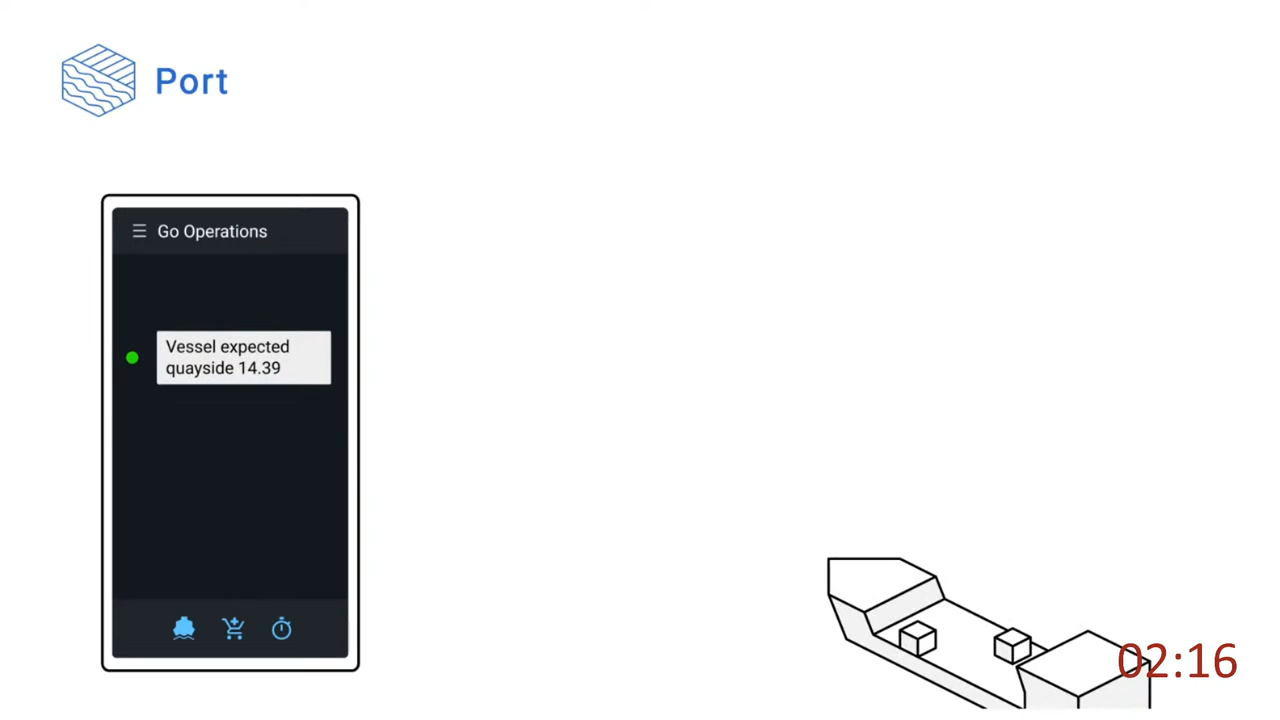 Port
Go Operations
Vessel expected
quayside 14.39
02:16